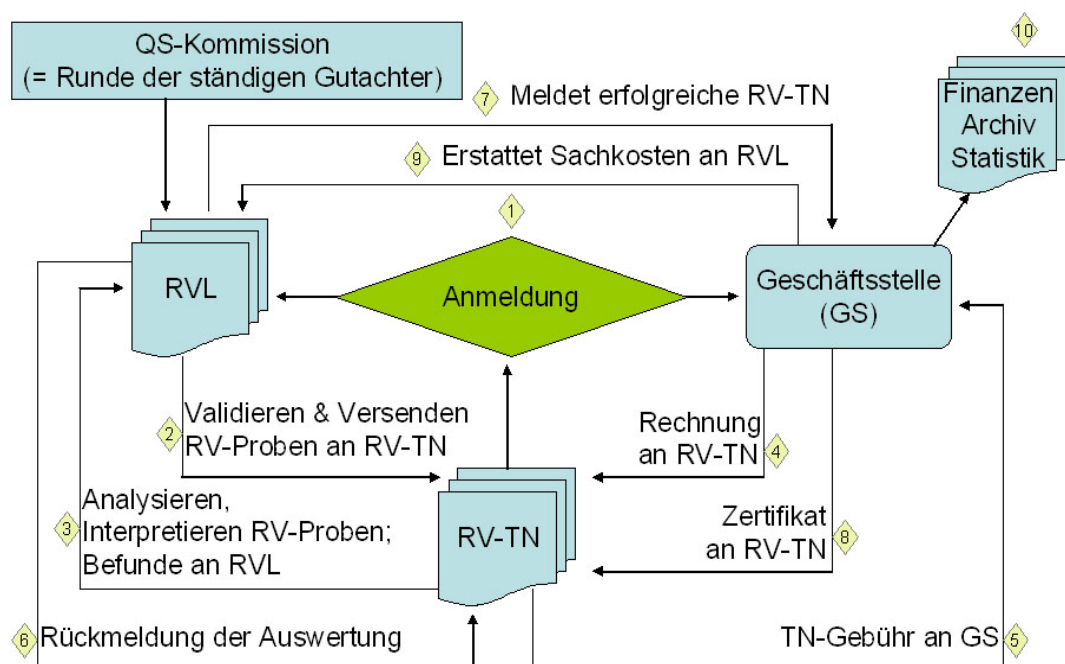 QS-Kommission
(= Runde der ständigen Gutachter)
10
Finanzen
Archiv
Statistik
7 Meldet erfolgreiche RV-TN
9 Erstattet Sachkosten an RVL
1
RVL
Anmeldung
Geschäftsstelle
(GS)
2
Validieren & Versenden
RV-Proben an RV-TN
Rechnung
an RV-TN
4
3
Analysieren,
Interpretieren RV-Proben;
Befunde an RVL
RV-TN
Zertifikat
an RV-TN
8
6 Rückmeldung der Auswertung
TN-Gebühr an GS 5